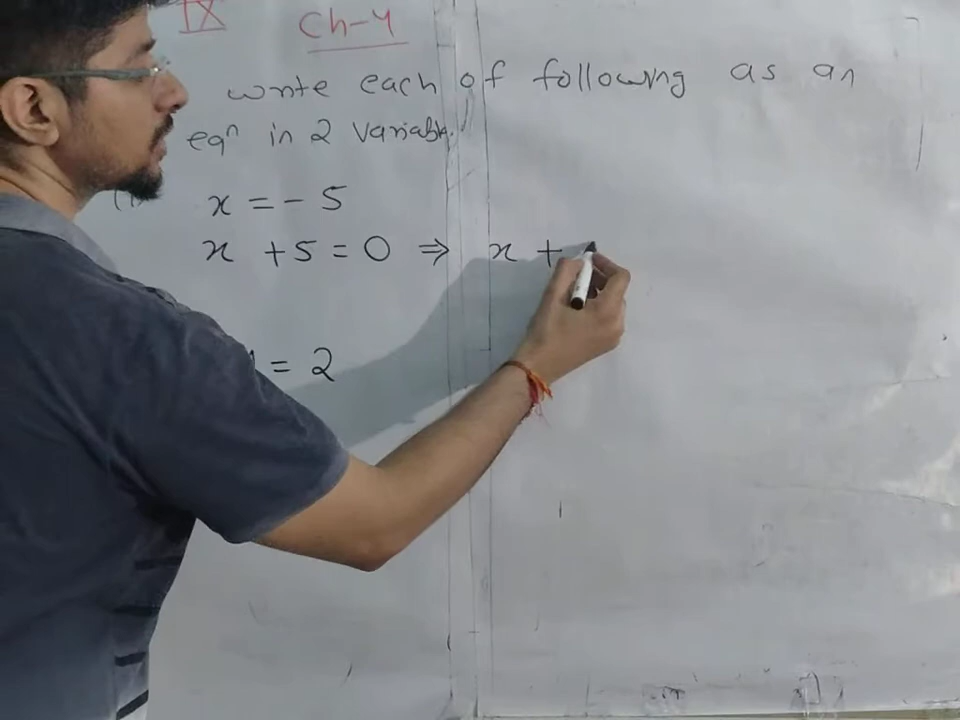 IX Ch-4
write each of following as an
eqⁿ in 2 variable.
x = - 5
x + 5 = 0 ⇒ x +
= 2